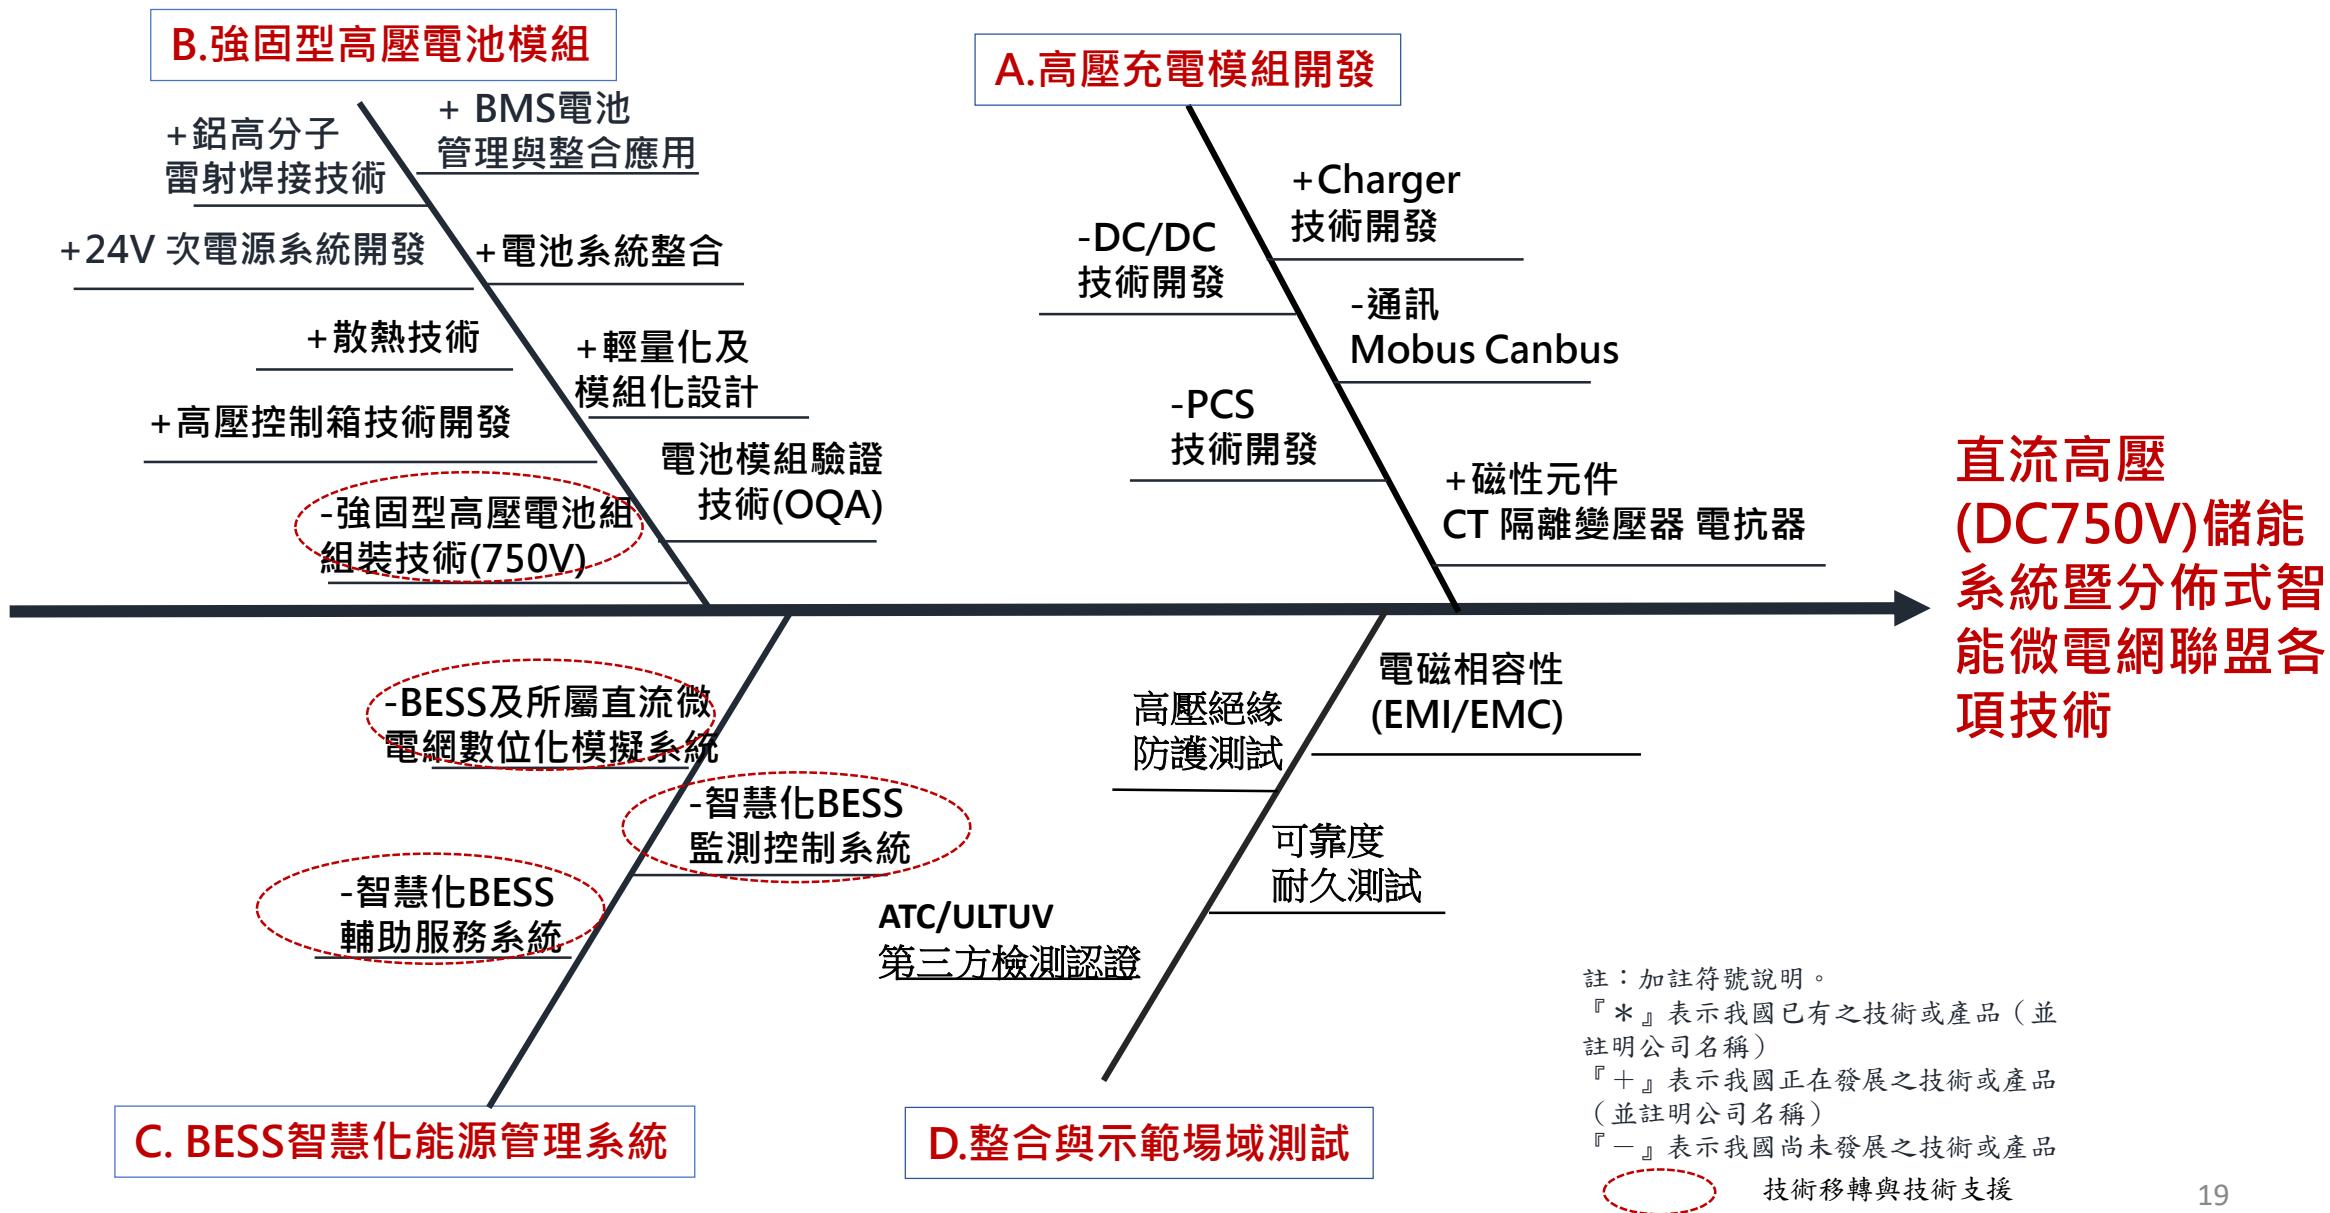 B.強固型高壓電池模組
+鋁高分子
雷射焊接技術
+ BMS電池
管理與整合應用
+24V 次電源系統開發
+電池系統整合
+散熱技術
+輕量化及
模組化設計
+高壓控制箱技術開發
電池模組驗證
技術(OQA)
-強固型高壓電池組
組裝技術(750V)
A.高壓充電模組開發
+Charger
技術開發
-DC/DC
技術開發
-通訊
Mobus Canbus
-PCS
技術開發
+磁性元件
CT 隔離變壓器 電抗器
直流高壓
(DC750V)儲能
系統暨分佈式智
能微電網聯盟各
項技術
-BESS及所屬直流微
電網數位化模擬系統
-智慧化BESS
監測控制系統
-智慧化BESS
輔助服務系統
C. BESS智慧化能源管理系統
電磁相容性
(EMI/EMC)
高壓絕緣
防護測試
可靠度
耐久測試
ATC/ULTUV
第三方檢測認證
D.整合與示範場域測試
註：加註符號說明。
『＊』表示我國已有之技術或產品（並
註明公司名稱）
『＋』表示我國正在發展之技術或產品
（並註明公司名稱）
『－』表示我國尚未發展之技術或產品
技術移轉與技術支援
19